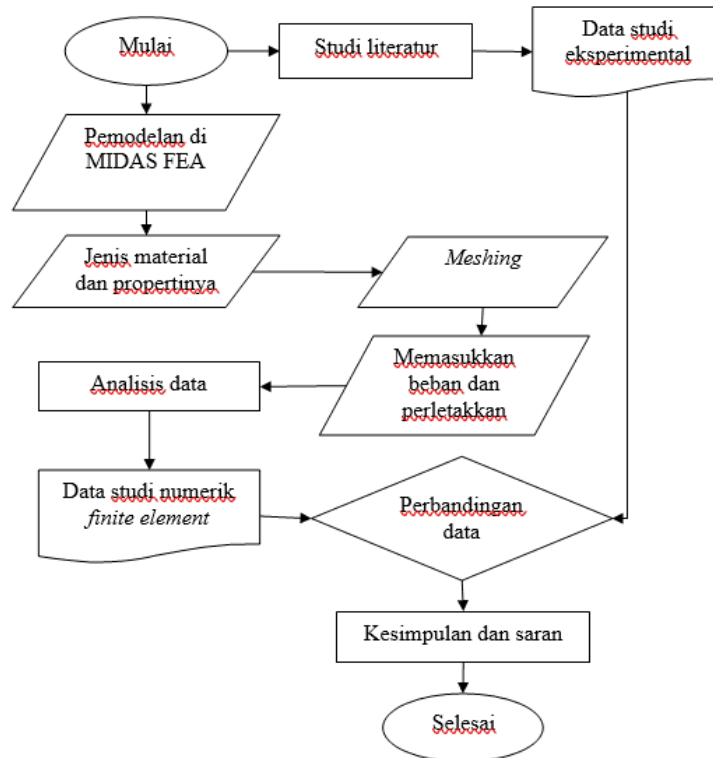 Mulai
Studi literatur
Data studi
eksperimental
Pemodelan di
MIDAS FEA
Jenis material
dan propertinya
Meshing
Memasukkan
beban dan
perletakkan
Analisis data
Data studi numerik
finite element
Perbandingan
data
Kesimpulan dan saran
Selesai